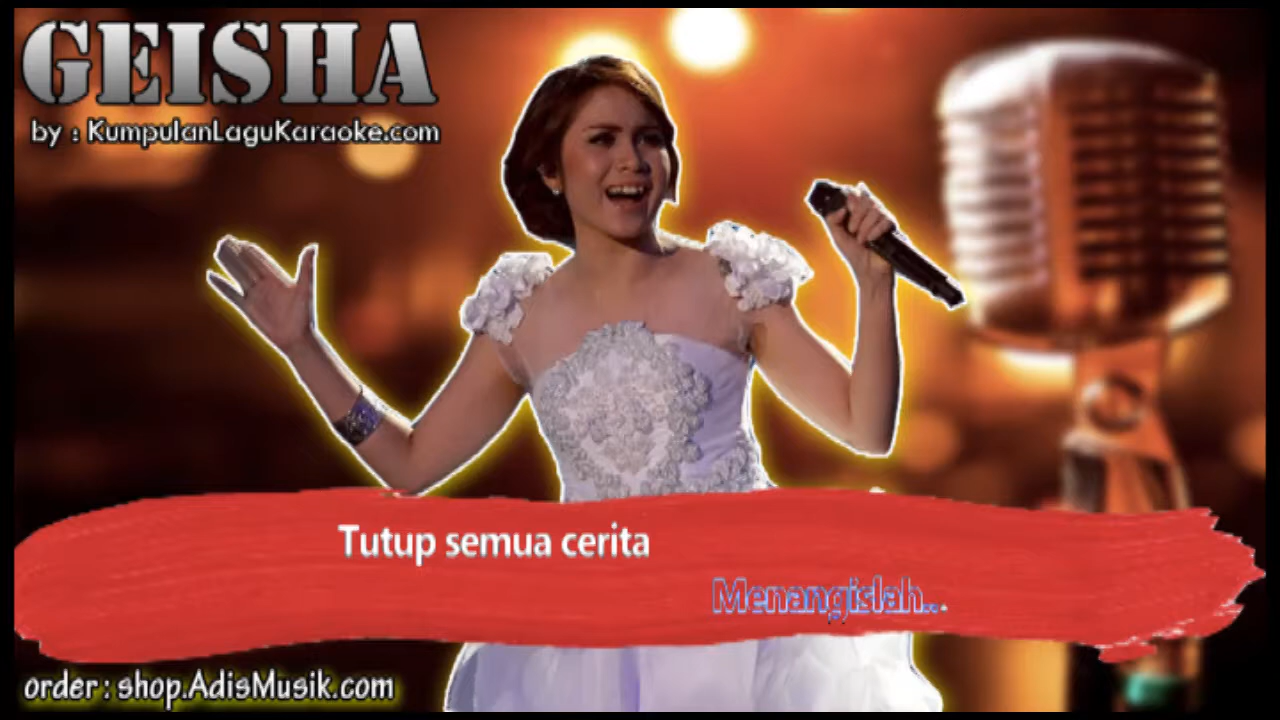 GEISHA
by : KumpulanLaguKaraoke.com
Tutup semua cerita
Menangislah...
order : shop.AdisMusik.com